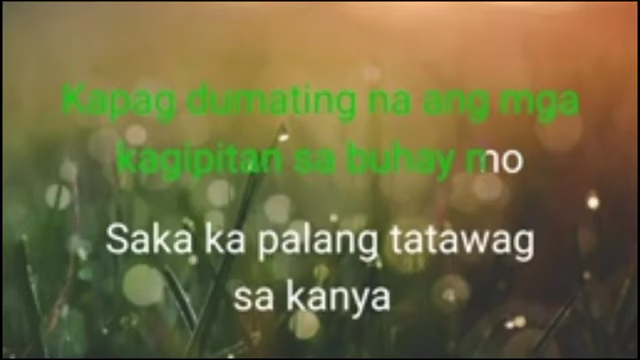 Kapag dumating na ang mga
kagipitan sa buhay mo
Saka ka palang tatawag
sa kanya